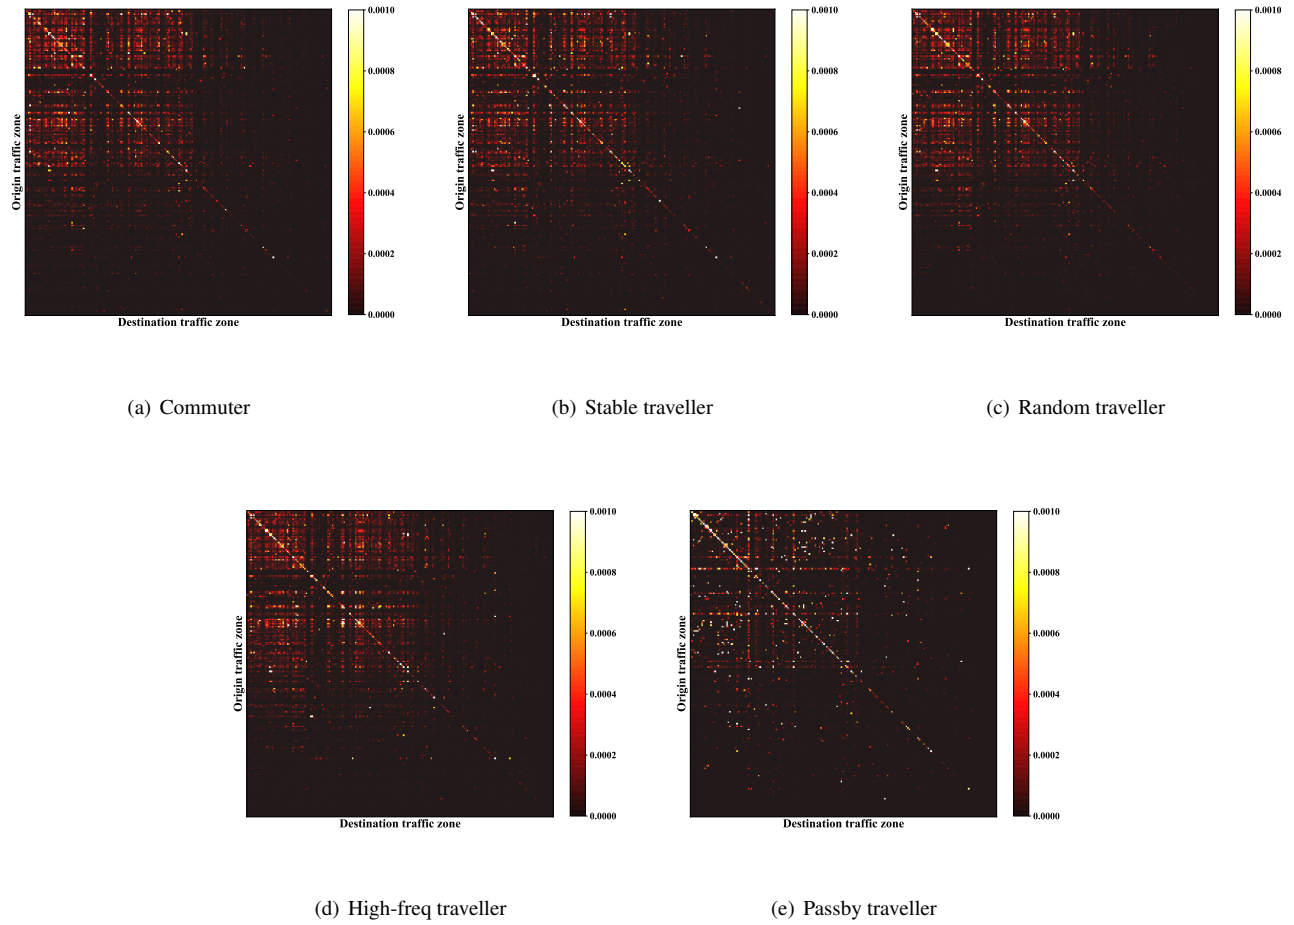 0.0010
0.0008
0.0006
0.0004
0.0002
0.0000
Origin traffic zone
Destination traffic zone
(a) Commuter
0.0010
0.0008
0.0006
0.0004
0.0002
0.0000
Origin traffic zone
Destination traffic zone
(b) Stable traveller
0.0010
0.0008
0.0006
0.0004
0.0002
0.0000
Origin traffic zone
Destination traffic zone
(c) Random traveller
0.0010
0.0008
0.0006
0.0004
0.0002
0.0000
Origin traffic zone
Destination traffic zone
(d) High-freq traveller
0.0010
0.0008
0.0006
0.0004
0.0002
0.0000
Origin traffic zone
Destination traffic zone
(e) Passby traveller